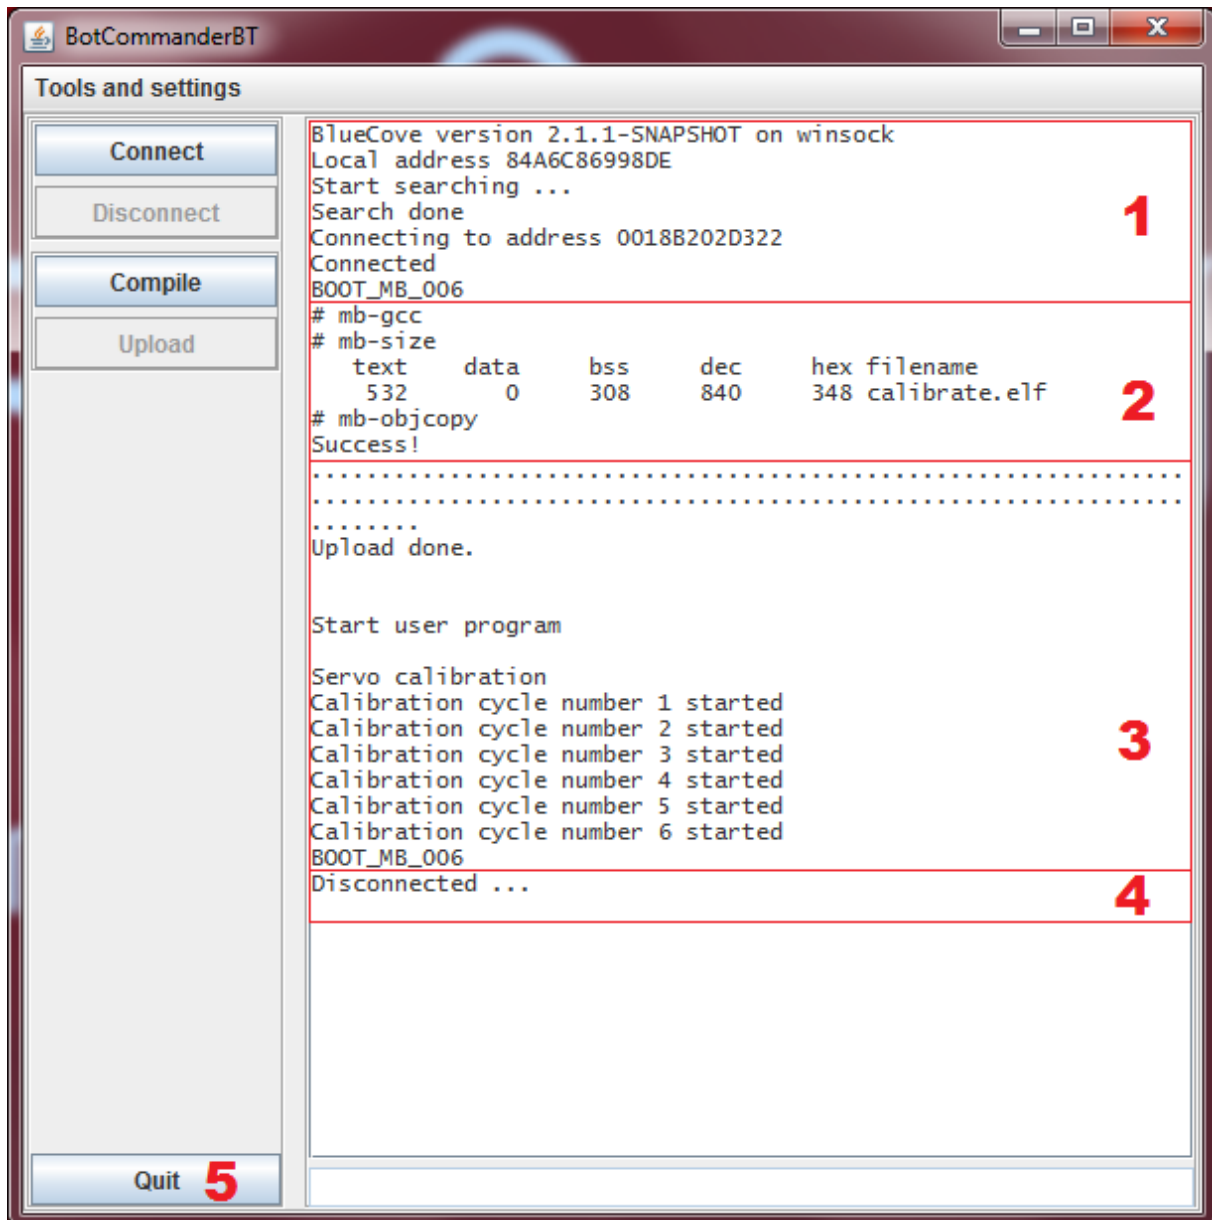 BotCommanderBT
Tools and settings
Connect
Disconnect
Compile
Upload
BlueCove version 2.1.1-SNAPSHOT on winsock
Local address 84A6C86998DE
Start searching ...
Search done
Connecting to address 0018B202D322
Connected
BOOT_MB_006
1
# mb-gcc
# mb-size
text data bss dec hex filename
532 0 308 840 348 calibrate.elf
# mb-objcopy
Success!
2
...............................................................
...............................................................
........
Upload done.
Start user program
Servo calibration
Calibration cycle number 1 started
Calibration cycle number 2 started
Calibration cycle number 3 started
Calibration cycle number 4 started
Calibration cycle number 5 started
Calibration cycle number 6 started
BOOT_MB_006
3
Disconnected ...
4
Quit 5